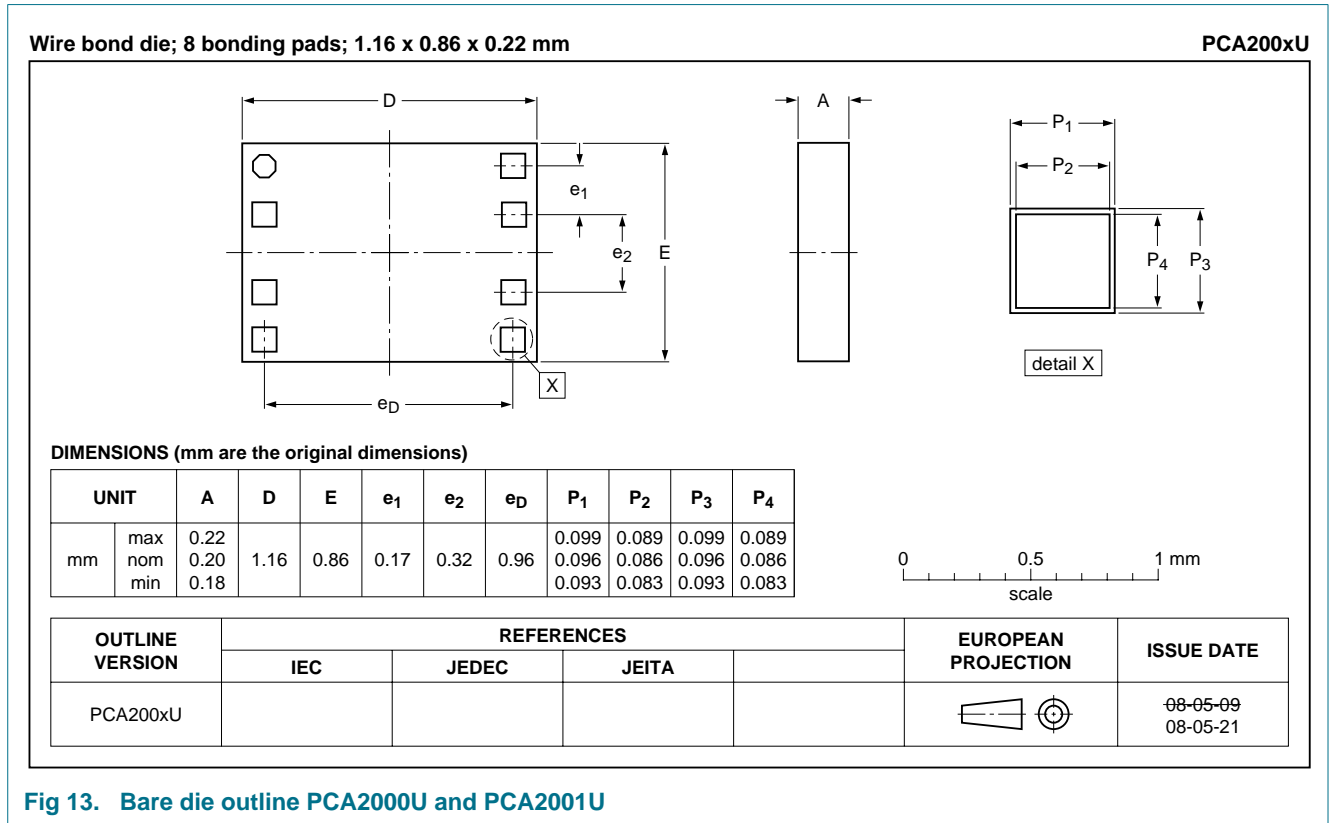 Wire bond die; 8 bonding pads; 1.16 x 0.86 x 0.22 mm PCA200xU
D
A
P1
P2
e1
e2
E
P4
P3
X
detail X
eD
DIMENSIONS (mm are the original dimensions)
UNIT A D E e1 e2 eD P1 P2 P3 P4
max 0.22 0.099 0.089 0.099 0.089
mm nom 0.20 1.16 0.86 0.17 0.32 0.96 0.096 0.086 0.096 0.086
min 0.18 0.093 0.083 0.093 0.083
0 0.5 1 mm
scale
OUTLINE VERSION REFERENCES EUROPEAN PROJECTION ISSUE DATE
IEC JEDEC JEITA
PCA200xU 08-05-09
08-05-21
Fig 13. Bare die outline PCA2000U and PCA2001U